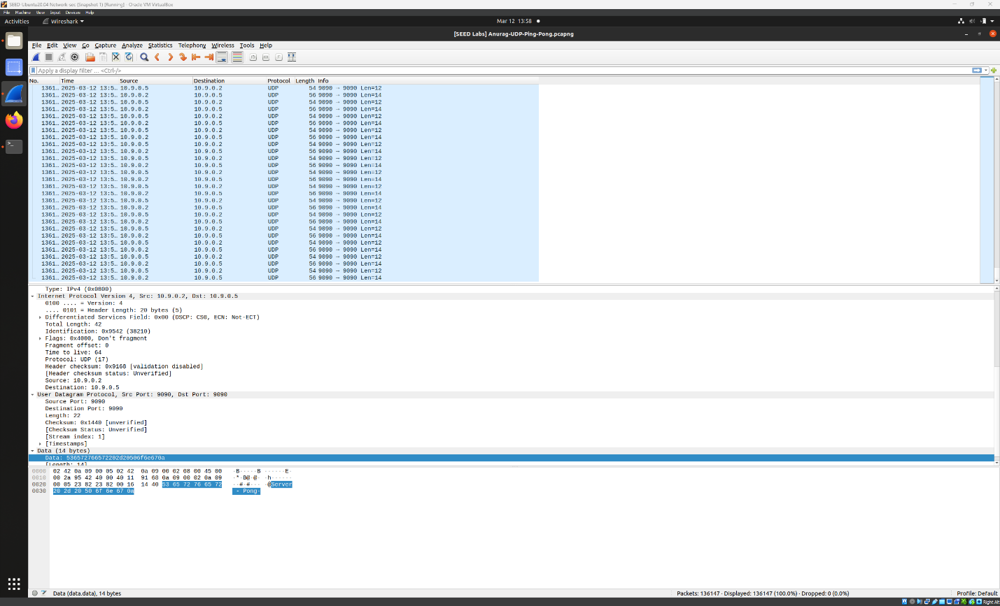 SEED-Ubuntu20.04 Network-sec (Snapshot 1) [Running] - Oracle VM VirtualBox
File Machine View Input Devices Help
Activities Wireshark Mar 12 13:58
[SEED Labs] Anurag-UDP-Ping-Pong.pcapng
File Edit View Go Capture Analyze Statistics Telephony Wireless Tools Help
Apply a display filter ... <Ctrl-/>
No. Time Source Destination Protocol Length Info
1361… 2025-03-12 13:5… 10.9.0.5 10.9.0.2 UDP 54 9090 → 9090 Len=12
1361… 2025-03-12 13:5… 10.9.0.2 10.9.0.5 UDP 56 9090 → 9090 Len=14
1361… 2025-03-12 13:5… 10.9.0.5 10.9.0.2 UDP 54 9090 → 9090 Len=12
1361… 2025-03-12 13:5… 10.9.0.2 10.9.0.5 UDP 56 9090 → 9090 Len=14
1361… 2025-03-12 13:5… 10.9.0.5 10.9.0.2 UDP 54 9090 → 9090 Len=12
1361… 2025-03-12 13:5… 10.9.0.2 10.9.0.5 UDP 56 9090 → 9090 Len=14
1361… 2025-03-12 13:5… 10.9.0.5 10.9.0.2 UDP 54 9090 → 9090 Len=12
1361… 2025-03-12 13:5… 10.9.0.2 10.9.0.5 UDP 56 9090 → 9090 Len=14
1361… 2025-03-12 13:5… 10.9.0.5 10.9.0.2 UDP 54 9090 → 9090 Len=12
1361… 2025-03-12 13:5… 10.9.0.2 10.9.0.5 UDP 56 9090 → 9090 Len=14
1361… 2025-03-12 13:5… 10.9.0.5 10.9.0.2 UDP 54 9090 → 9090 Len=12
1361… 2025-03-12 13:5… 10.9.0.2 10.9.0.5 UDP 56 9090 → 9090 Len=14
1361… 2025-03-12 13:5… 10.9.0.5 10.9.0.2 UDP 54 9090 → 9090 Len=12
1361… 2025-03-12 13:5… 10.9.0.2 10.9.0.5 UDP 56 9090 → 9090 Len=14
1361… 2025-03-12 13:5… 10.9.0.5 10.9.0.2 UDP 54 9090 → 9090 Len=12
1361… 2025-03-12 13:5… 10.9.0.2 10.9.0.5 UDP 56 9090 → 9090 Len=14
1361… 2025-03-12 13:5… 10.9.0.5 10.9.0.2 UDP 54 9090 → 9090 Len=12
1361… 2025-03-12 13:5… 10.9.0.2 10.9.0.5 UDP 56 9090 → 9090 Len=14
1361… 2025-03-12 13:5… 10.9.0.5 10.9.0.2 UDP 54 9090 → 9090 Len=12
1361… 2025-03-12 13:5… 10.9.0.2 10.9.0.5 UDP 56 9090 → 9090 Len=14
1361… 2025-03-12 13:5… 10.9.0.5 10.9.0.2 UDP 54 9090 → 9090 Len=12
1361… 2025-03-12 13:5… 10.9.0.2 10.9.0.5 UDP 56 9090 → 9090 Len=14
1361… 2025-03-12 13:5… 10.9.0.5 10.9.0.2 UDP 54 9090 → 9090 Len=12
1361… 2025-03-12 13:5… 10.9.0.2 10.9.0.5 UDP 56 9090 → 9090 Len=14
1361… 2025-03-12 13:5… 10.9.0.5 10.9.0.2 UDP 54 9090 → 9090 Len=12
1361… 2025-03-12 13:5… 10.9.0.2 10.9.0.5 UDP 56 9090 → 9090 Len=14
1361… 2025-03-12 13:5… 10.9.0.5 10.9.0.2 UDP 54 9090 → 9090 Len=12
1361… 2025-03-12 13:5… 10.9.0.2 10.9.0.5 UDP 56 9090 → 9090 Len=14
Type: IPv4 (0x0800)
Internet Protocol Version 4, Src: 10.9.0.2, Dst: 10.9.0.5
0100 .... = Version: 4
.... 0101 = Header Length: 20 bytes (5)
Differentiated Services Field: 0x00 (DSCP: CS0, ECN: Not-ECT)
Total Length: 42
Identification: 0x9542 (38210)
Flags: 0x4000, Don't fragment
Fragment offset: 0
Time to live: 64
Protocol: UDP (17)
Header checksum: 0x9168 [validation disabled]
[Header checksum status: Unverified]
Source: 10.9.0.2
Destination: 10.9.0.5
User Datagram Protocol, Src Port: 9090, Dst Port: 9090
Source Port: 9090
Destination Port: 9090
Length: 22
Checksum: 0x1440 [unverified]
[Checksum Status: Unverified]
[Stream index: 1]
[Timestamps]
Data (14 bytes)
Data: 536572766572202d20506f6e670a
[Length: 14]
0000 02 42 0a 09 00 05 02 42 0a 09 00 02 08 00 45 00 ·B·····B ······E·
0010 00 2a 95 42 40 00 40 11 91 68 0a 09 00 02 0a 09 ·*·B@·@· ·h······
0020 00 05 23 82 23 82 00 16 14 40 53 65 72 76 65 72 ··#·#··· ·@Server
0030 20 2d 20 50 6f 6e 67 0a - Pong·
Data (data.data), 14 bytes Packets: 136147 · Displayed: 136147 (100.0%) · Dropped: 0 (0.0%) Profile: Default
Right Alt